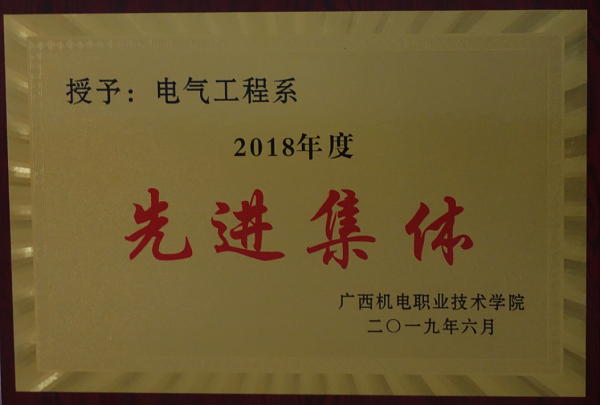 授予：电气工程系
2018年度
先进集体
广西机电职业技术学院
二〇一九年六月